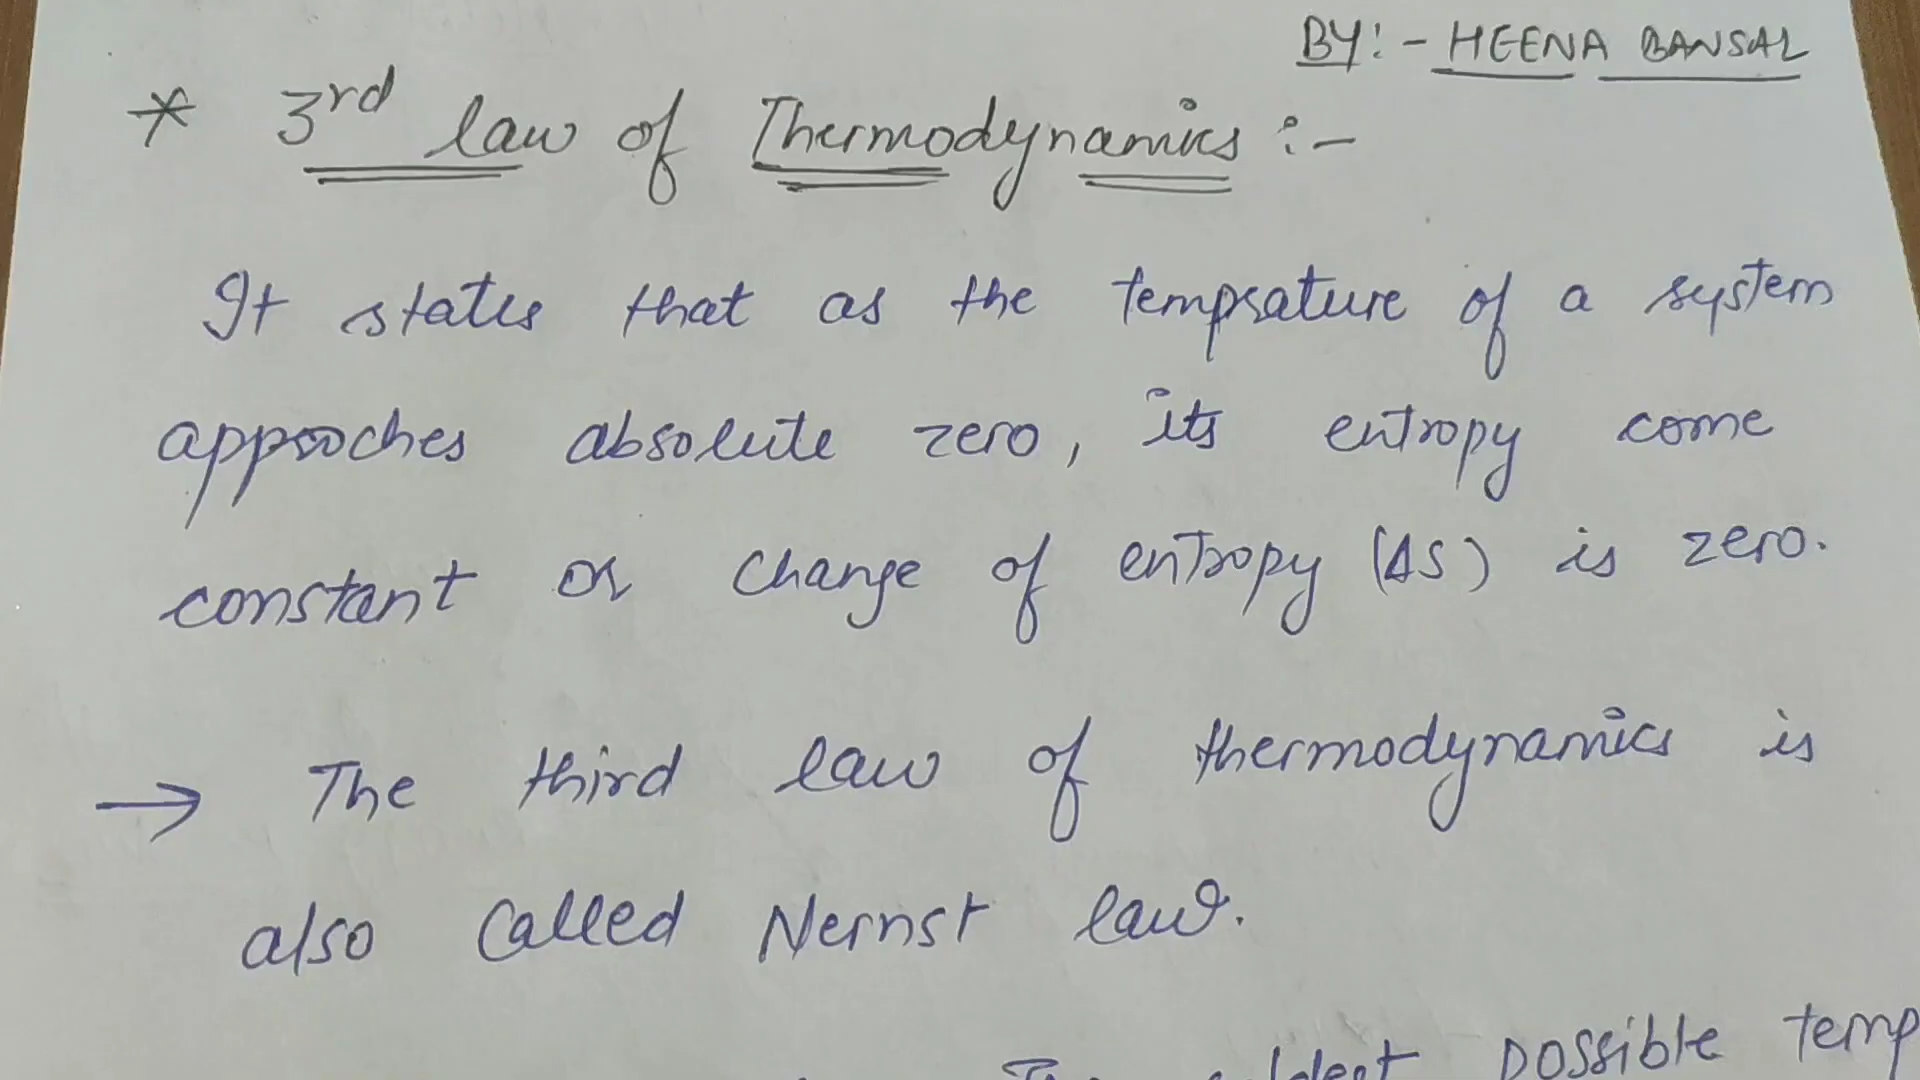 BY:- HEENA BANSAL
* 3rd law of Thermodynamics :-
It states that as the temprature of a system
approches absolute zero, its entropy come
constant or change of entropy (ΔS) is zero.
→ The third law of thermodynamics is
also called Nernst law.
possible temp